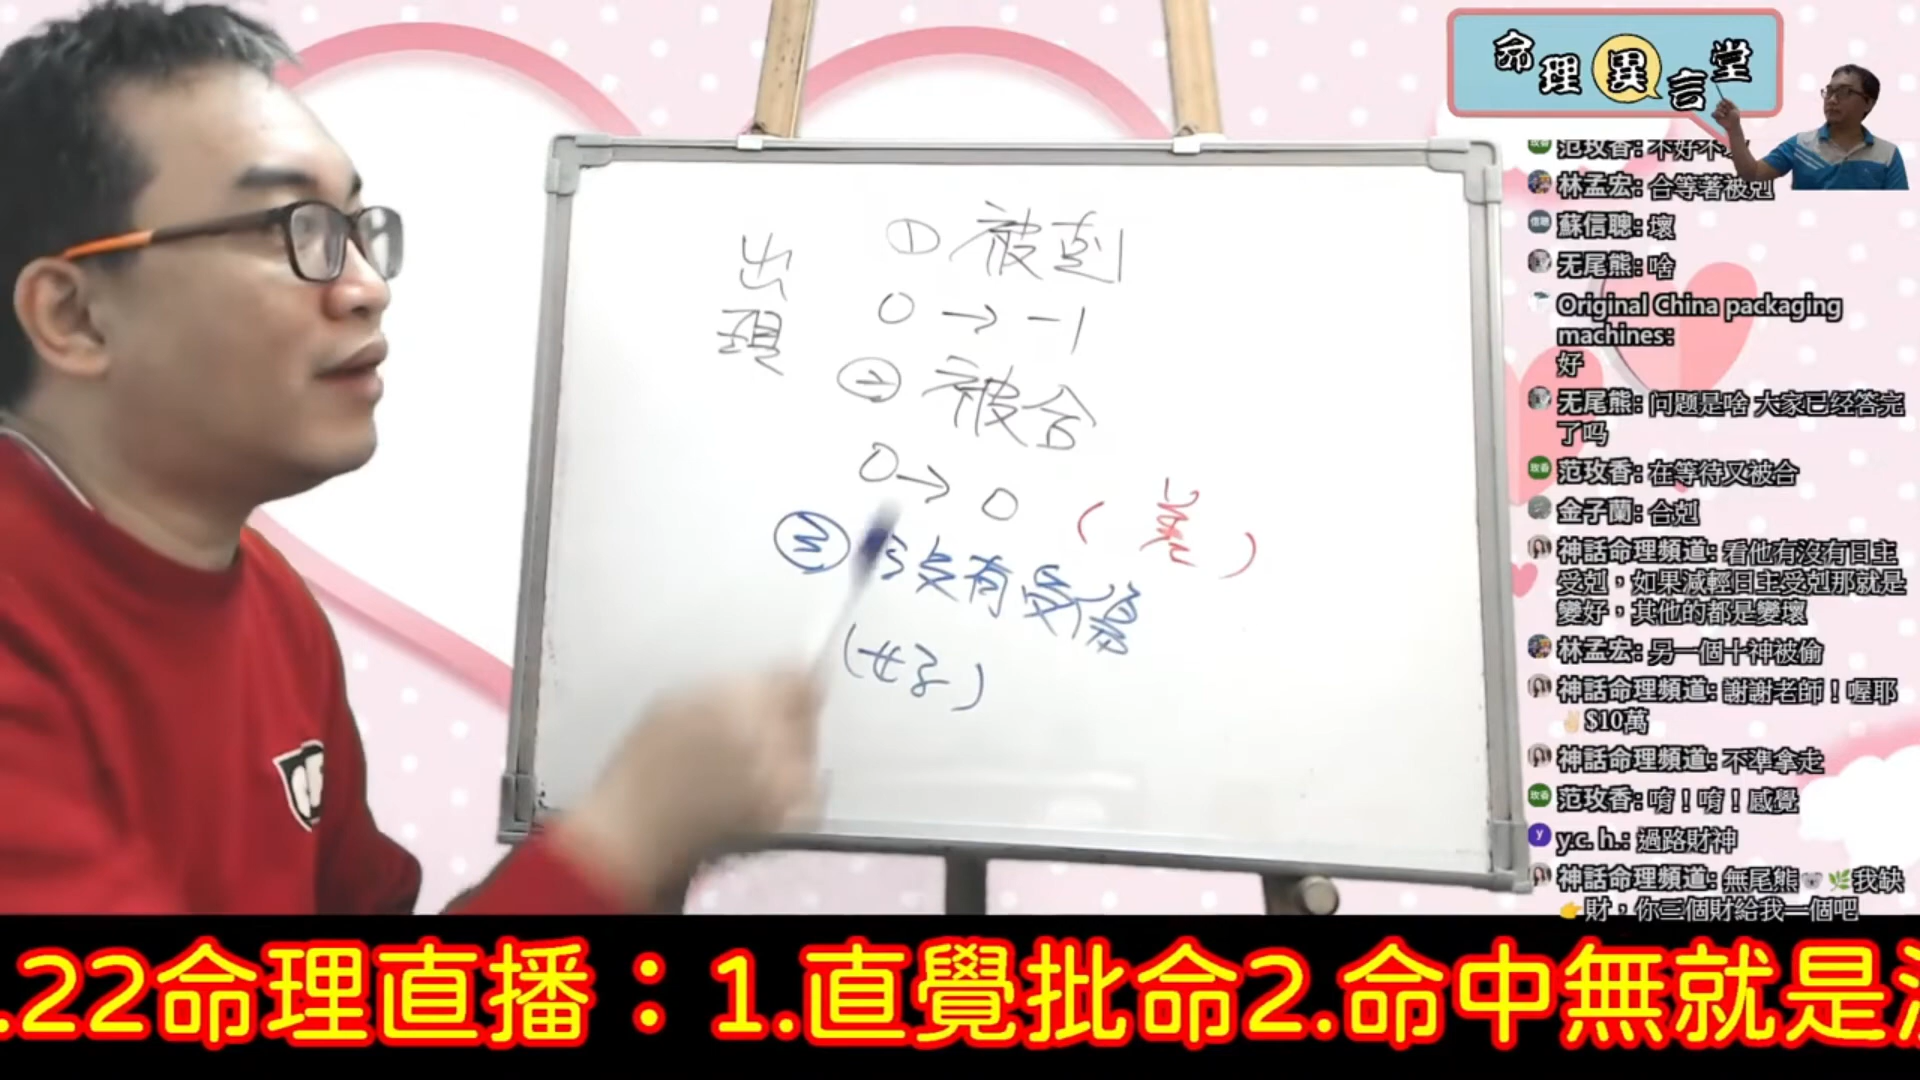 命理異言堂
出現
① 被剋
0 → -1
② 被合
0 → 0 (差)
③ 沒有受傷
(好)
范玫香: 不好不
林孟宏: 合等著被剋
蘇信聰: 壞
无尾熊: 啥
Original China packaging
machines:
好
无尾熊: 问题是啥 大家已经答完
了吗
范玫香: 在等待又被合
金子蘭: 合剋
神話命理頻道: 看他有沒有日主
受剋，如果減輕日主受剋那就是
變好，其他的都是變壞
林孟宏: 另一個十神被偷
神話命理頻道: 謝謝老師！喔耶
✌🏻$10萬
神話命理頻道: 不準拿走
范玫香: 唷！唷！感覺
y.c. h.: 過路財神
神話命理頻道: 無尾熊🐨🌿我缺
👉財，你三個財給我一個吧
.22命理直播：1.直覺批命2.命中無就是